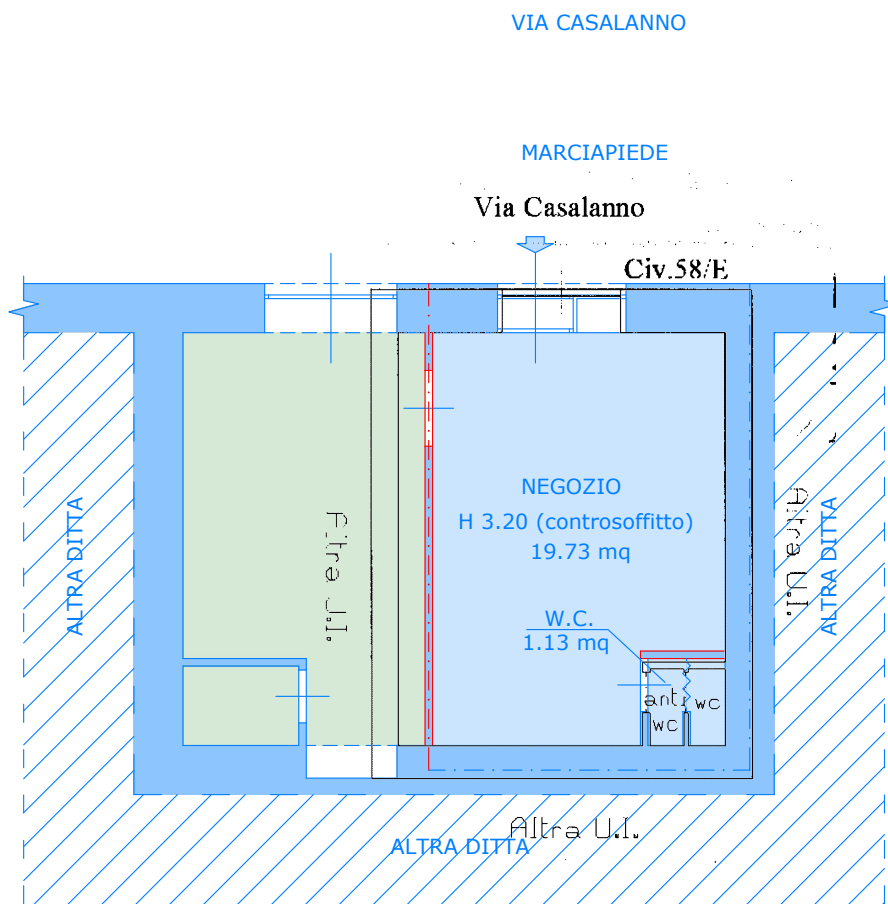 VIA CASALANNO
MARCIAPIEDE
Via Casalanno
Civ.58/E
NEGOZIO
H 3.20 (controsoffitto)
19.73 mq
Altra U.I.
Altra U.I.
ALTRA DITTA
ALTRA DITTA
W.C.
1.13 mq
ant.
wc
wc
Altra U.I.
ALTRA DITTA